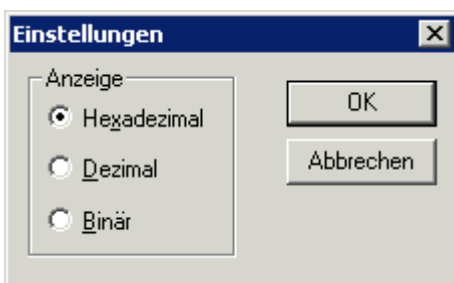 Einstellungen
Anzeige
Hexadezimal
Dezimal
Binär
OK
Abbrechen